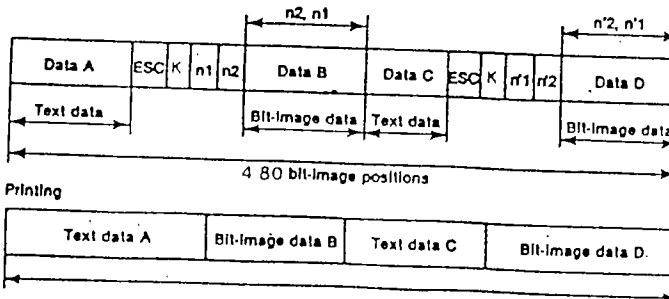 n2, n1 n'2, n'1
Data A ESC K n1 n2 Data B Data C ESC K n'1 n'2 Data D
Text data Bit-Image data Text data Bit-Image data
4 80 bit-image positions
Printing
Text data A Bit-Image data B Text data C Bit-Image data D.